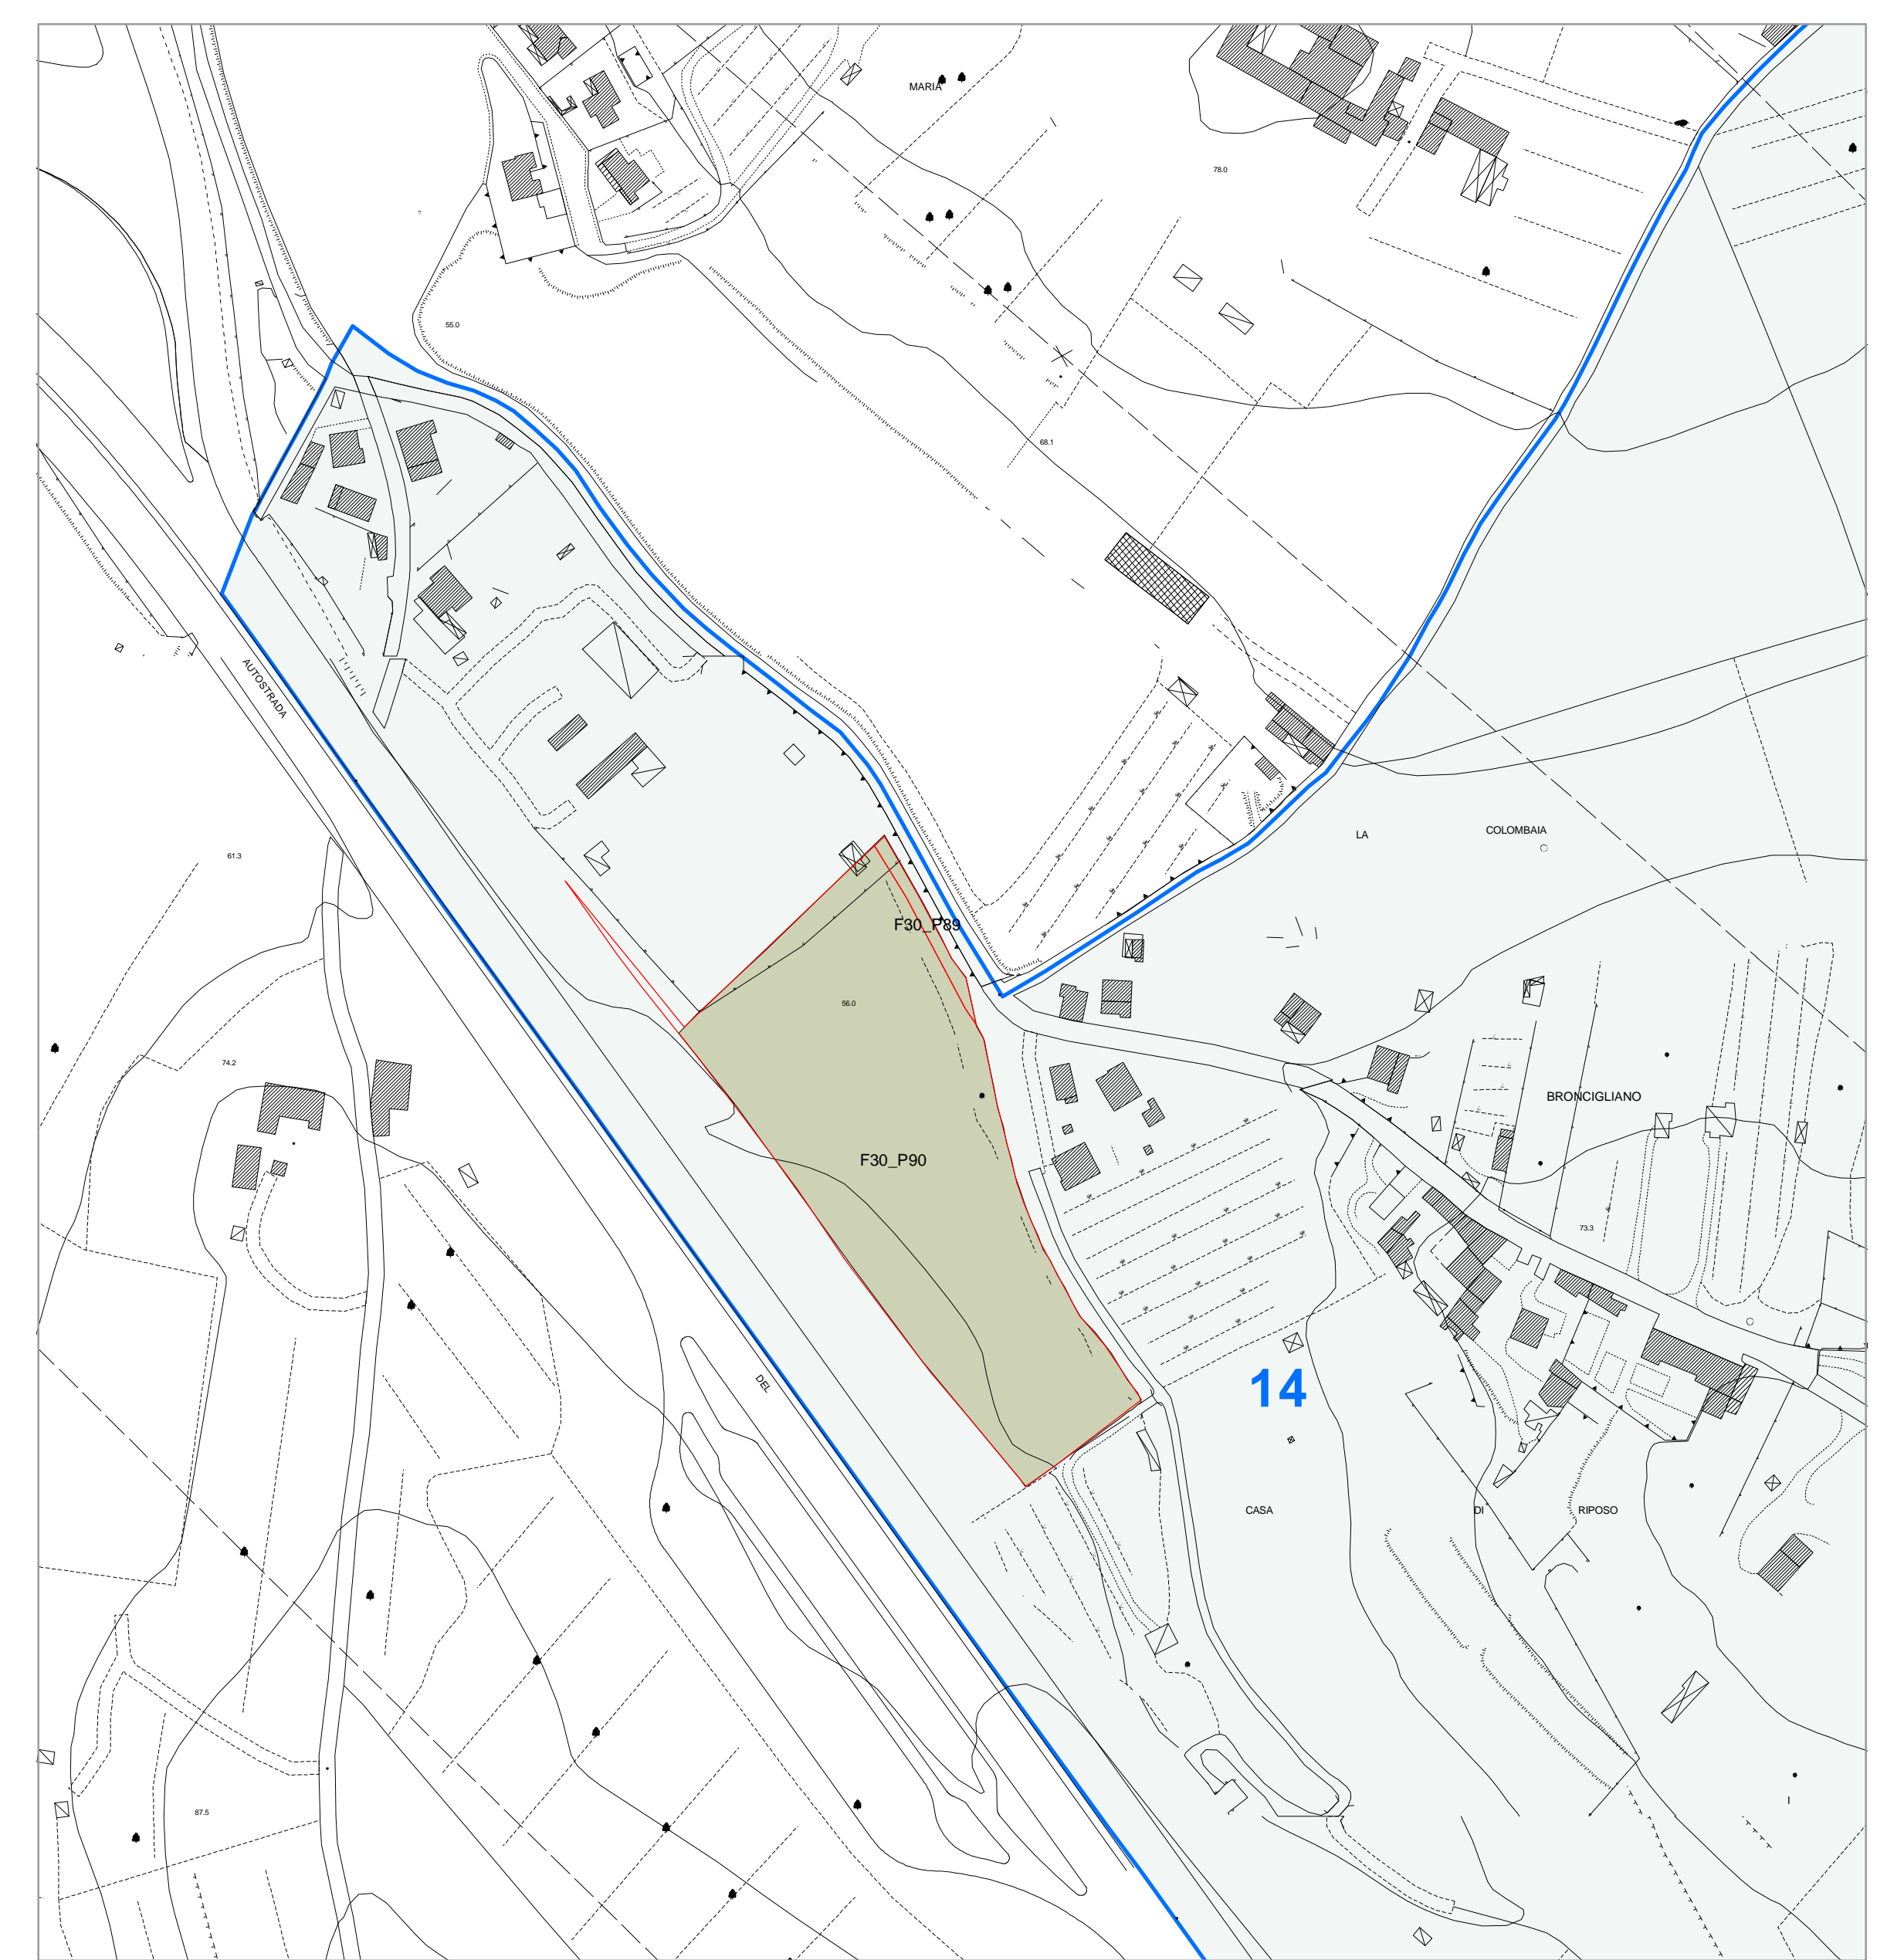 MARIA
78.0
55.0
68.1
AUTOSTRADA
LA COLOMBAIA
61.3
F30_P89
56.0
74.2
BRONCIGLIANO
F30_P90
73.3
DEL
14
CASA DI RIPOSO
I
87.5